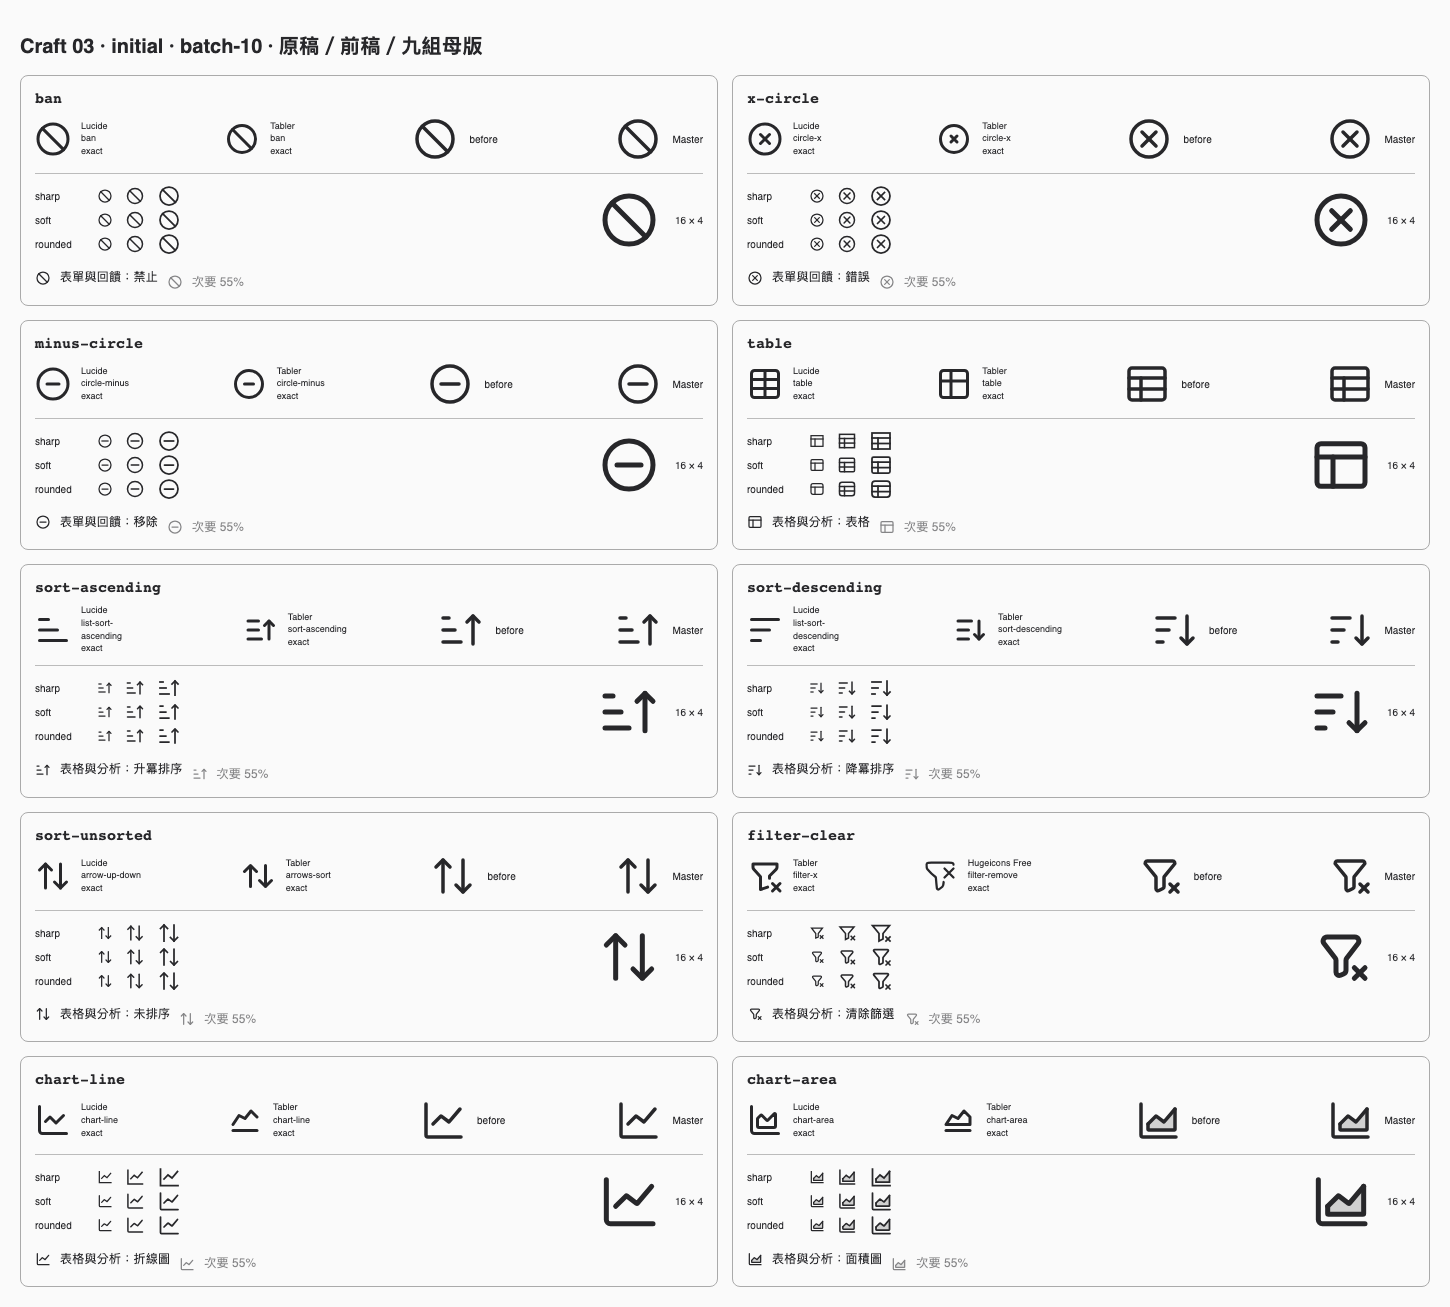 Craft 03 · initial · batch-10 · 原稿 / 前稿 / 九組母版
ban
Lucide
ban
exact
Tabler
ban
exact
before
Master
sharp
soft
rounded
16 × 4
表單與回饋：禁止
次要 55%
x-circle
Lucide
circle-x
exact
Tabler
circle-x
exact
before
Master
sharp
soft
rounded
16 × 4
表單與回饋：錯誤
次要 55%
minus-circle
Lucide
circle-minus
exact
Tabler
circle-minus
exact
before
Master
sharp
soft
rounded
16 × 4
表單與回饋：移除
次要 55%
table
Lucide
table
exact
Tabler
table
exact
before
Master
sharp
soft
rounded
16 × 4
表格與分析：表格
次要 55%
sort-ascending
Lucide
list-sort-
ascending
exact
Tabler
sort-ascending
exact
before
Master
sharp
soft
rounded
16 × 4
表格與分析：升冪排序
次要 55%
sort-descending
Lucide
list-sort-
descending
exact
Tabler
sort-descending
exact
before
Master
sharp
soft
rounded
16 × 4
表格與分析：降冪排序
次要 55%
sort-unsorted
Lucide
arrow-up-down
exact
Tabler
arrows-sort
exact
before
Master
sharp
soft
rounded
16 × 4
表格與分析：未排序
次要 55%
filter-clear
Tabler
filter-x
exact
Hugeicons Free
filter-remove
exact
before
Master
sharp
soft
rounded
16 × 4
表格與分析：清除篩選
次要 55%
chart-line
Lucide
chart-line
exact
Tabler
chart-line
exact
before
Master
sharp
soft
rounded
16 × 4
表格與分析：折線圖
次要 55%
chart-area
Lucide
chart-area
exact
Tabler
chart-area
exact
before
Master
sharp
soft
rounded
16 × 4
表格與分析：面積圖
次要 55%